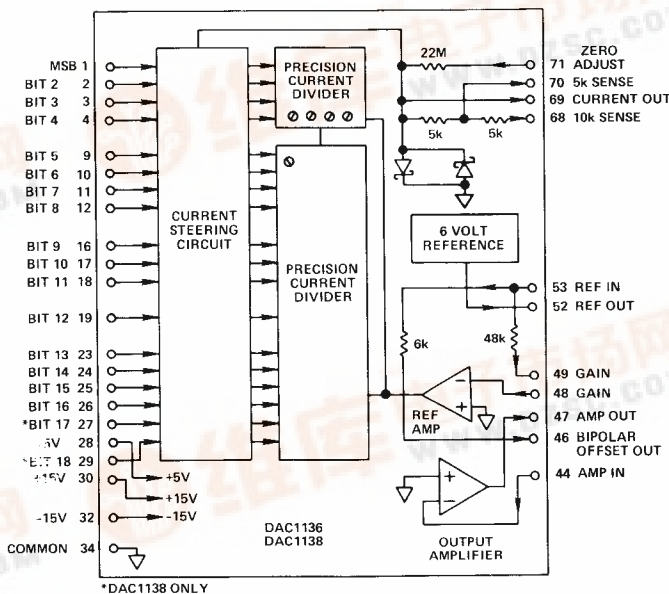 MSB 1
BIT 2 2
BIT 3 3
BIT 4 4
BIT 5 9
BIT 6 10
BIT 7 11
BIT 8 12
BIT 9 16
BIT 10 17
BIT 11 18
BIT 12 19
BIT 13 23
BIT 14 24
BIT 15 25
BIT 16 26
*BIT 17 27
5V 28
*BIT 18 29
15V 30
-15V 32
COMMON 34
+5V
+15V
-15V
CURRENT
STEERING
CIRCUIT
PRECISION
CURRENT
DIVIDER
PRECISION
CURRENT
DIVIDER
22M
5k
5k
6 VOLT
REFERENCE
6k
48k
REF
AMP
OUTPUT
AMPLIFIER
DAC1136
DAC1138
ZERO
71 ADJUST
70 5k SENSE
69 CURRENT OUT
68 10k SENSE
53 REF IN
52 REF OUT
49 GAIN
48 GAIN
47 AMP OUT
46 BIPOLAR
OFFSET OUT
44 AMP IN
*DAC1138 ONLY